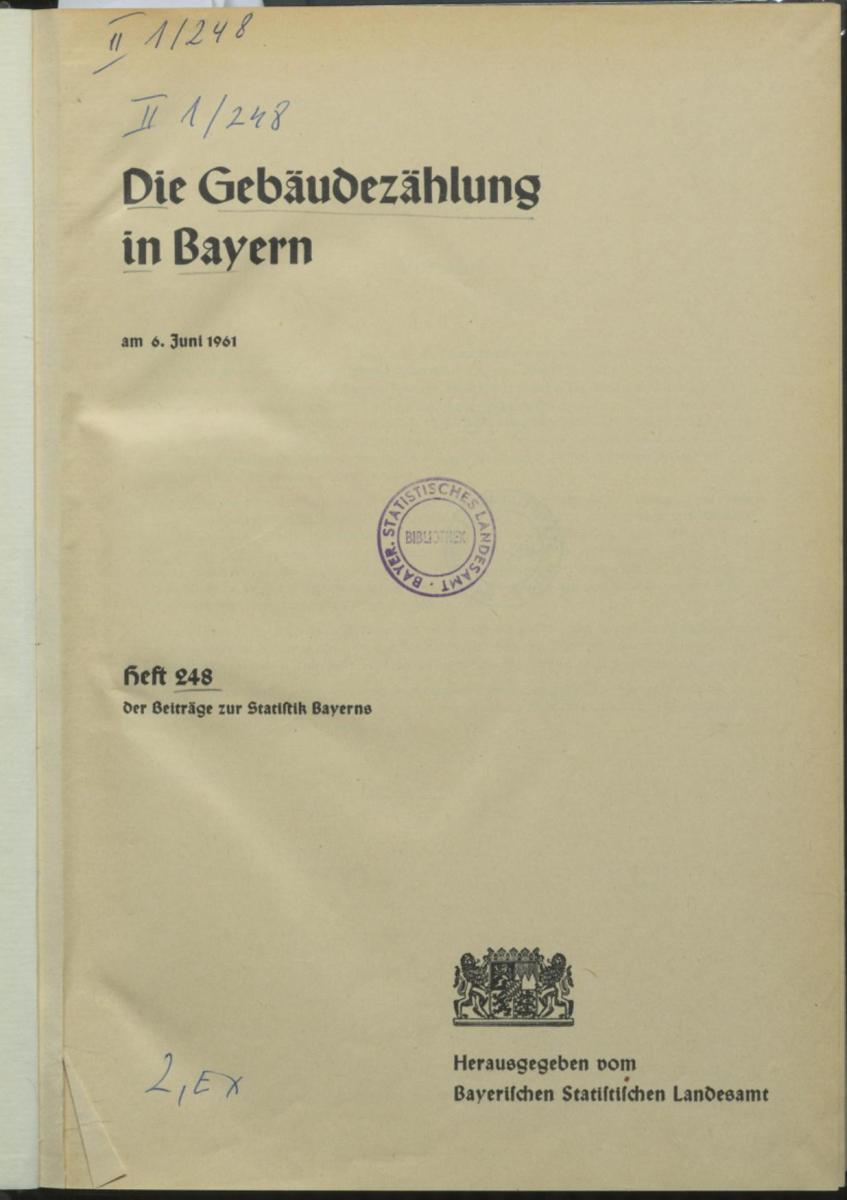 II 1/248
II 1/248
Die Gebäudezählung
in Bayern
am 6. Juni 1961
BAYER. STATISTISCHES LANDESAMT ·
BIBLIOTHEK
Heft 248
der Beiträge zur Statiſtik Bayerns
Herausgegeben vom
Bayeriſchen Statiſtiſchen Landesamt
2, Ex